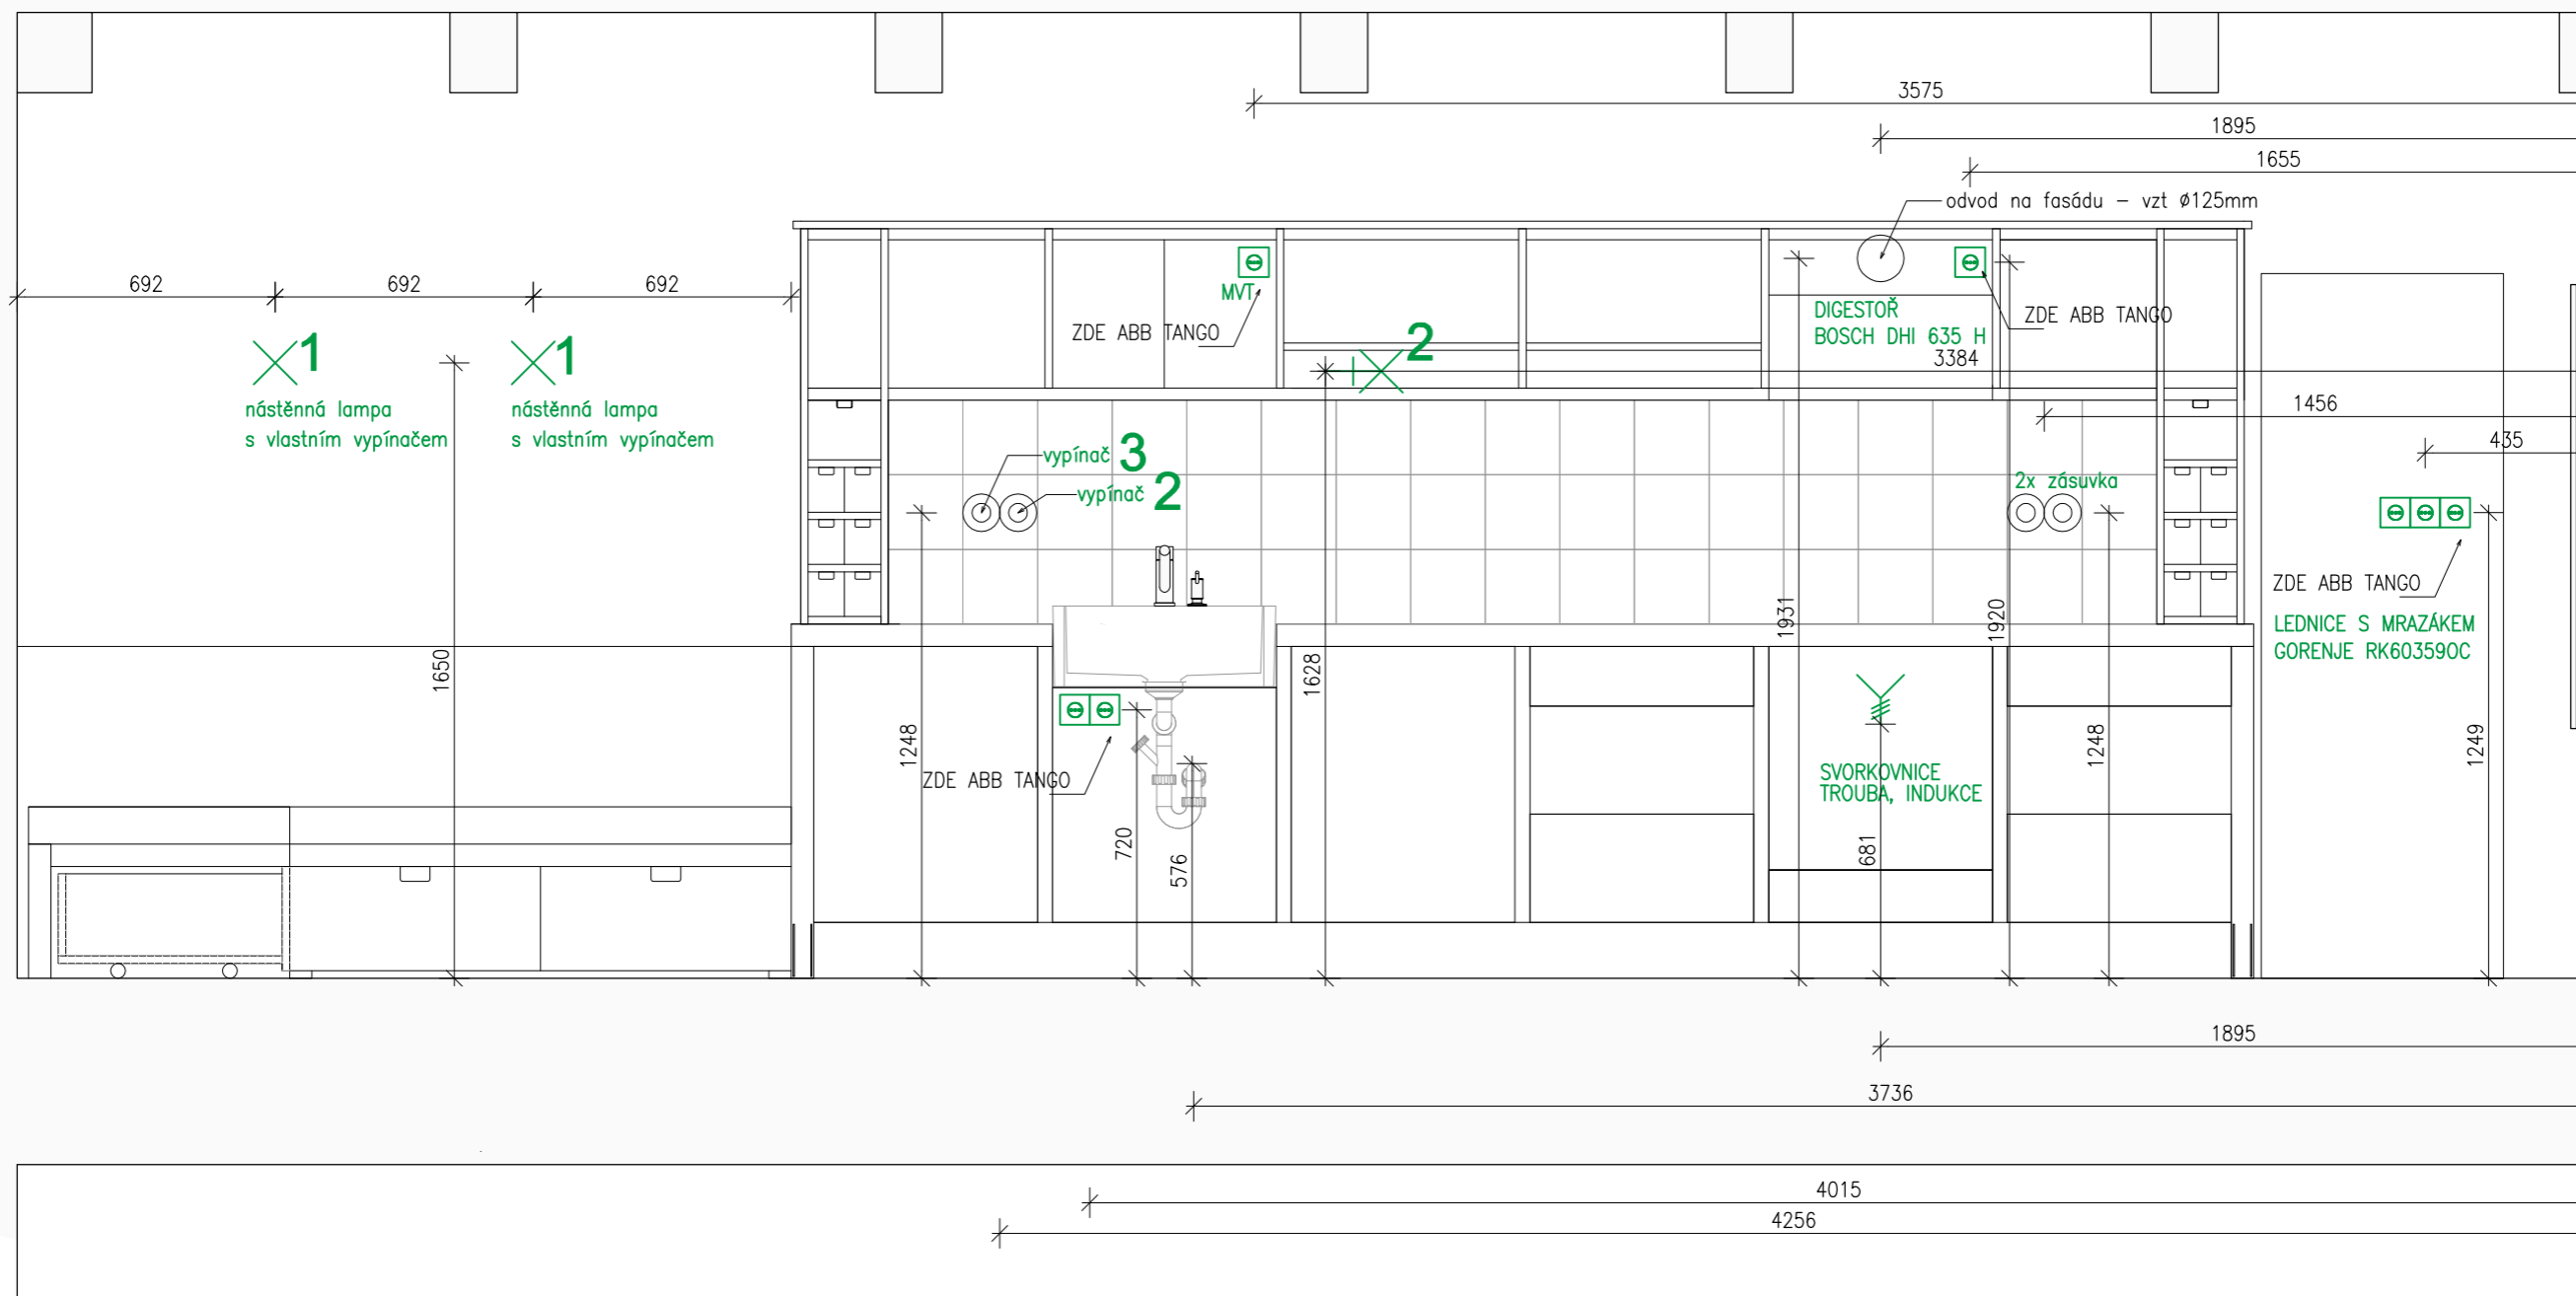 3575
1895
1655
odvod na fasádu – vzt ø125mm
692
692
692
MVT
ZDE ABB TANGO
DIGESTOŘ
BOSCH DHI 635 H
ZDE ABB TANGO
1
1
2
3384
nástěnná lampa
s vlastním vypínačem
nástěnná lampa
s vlastním vypínačem
1456
435
vypínač 3
vypínač 2
2x zásuvka
ZDE ABB TANGO
LEDNICE S MRAZÁKEM
GORENJE RK60359OC
1650
1628
1931
1920
1248
1248
1249
ZDE ABB TANGO
SVORKOVNICE
TROUBA, INDUKCE
720
576
681
1895
3736
4015
4256